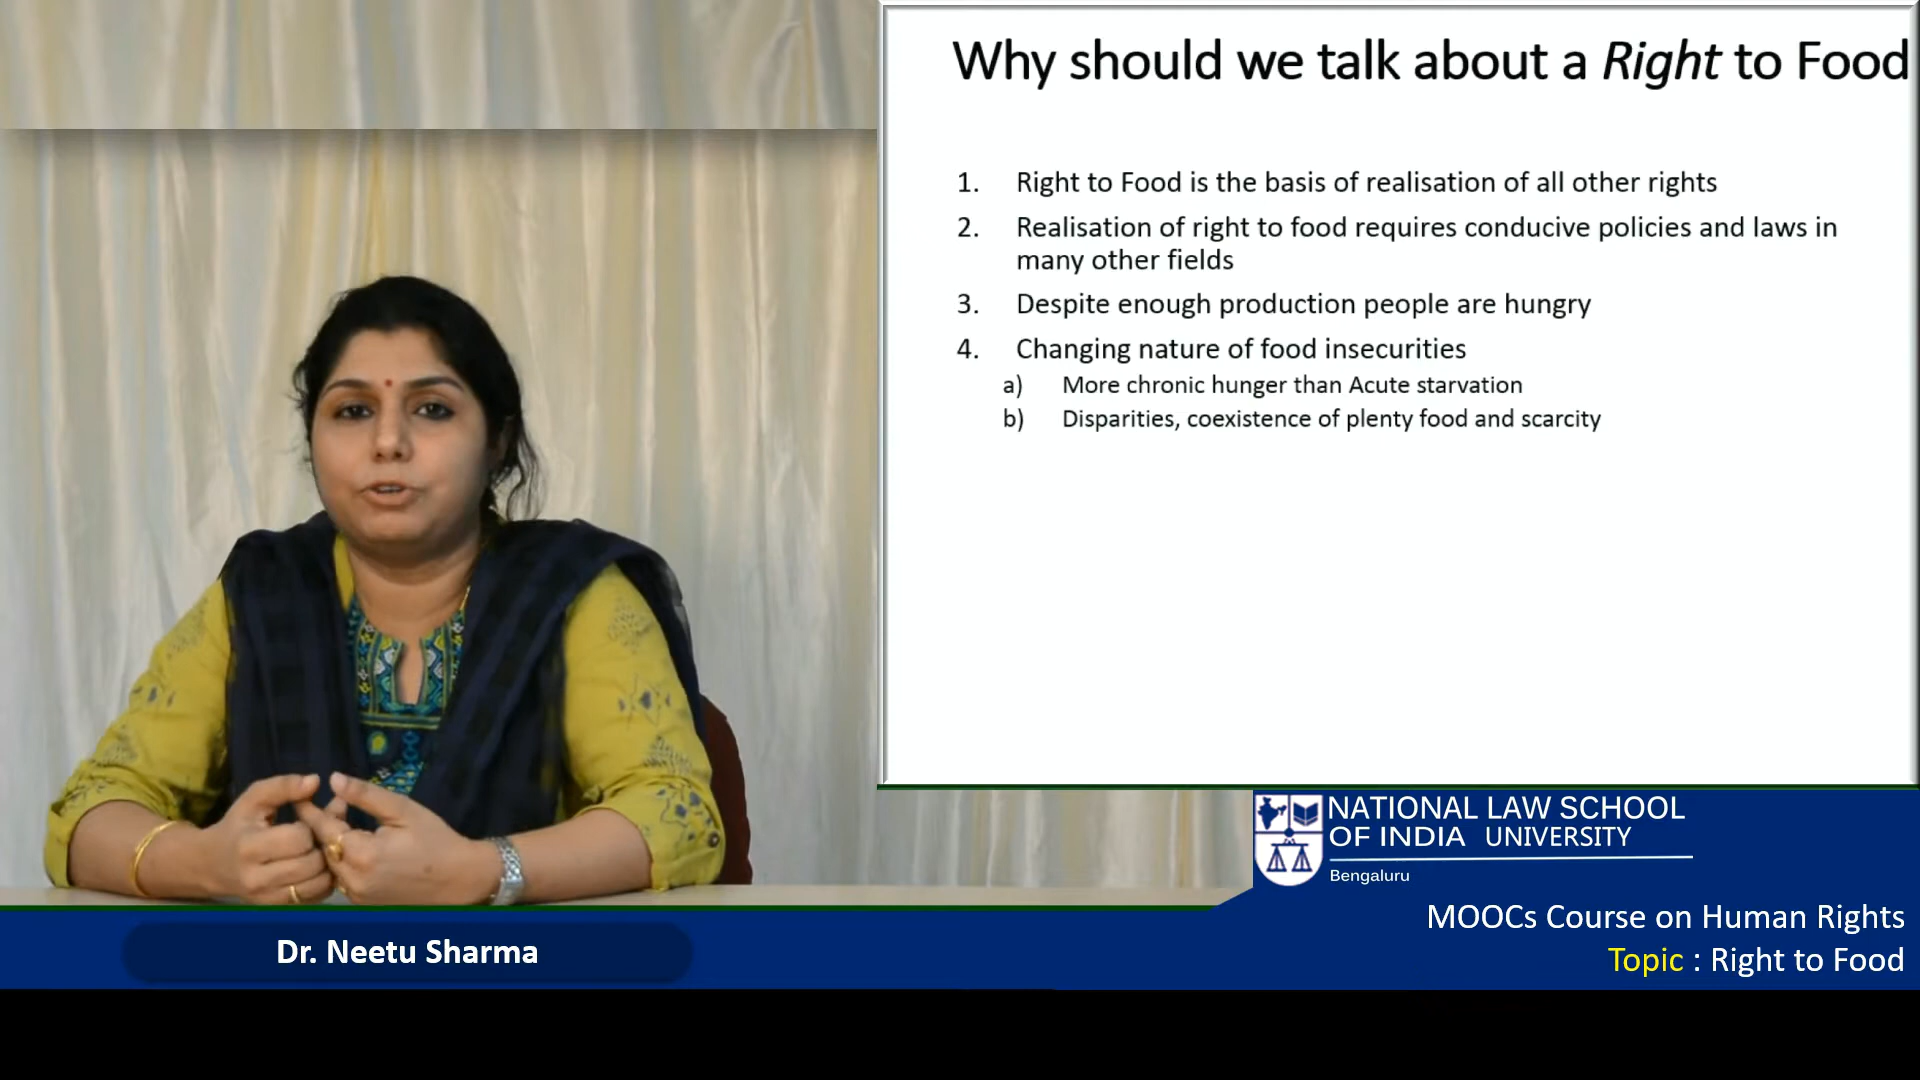 Why should we talk about a Right to Food
1. Right to Food is the basis of realisation of all other rights
2. Realisation of right to food requires conducive policies and laws in
many other fields
3. Despite enough production people are hungry
4. Changing nature of food insecurities
a) More chronic hunger than Acute starvation
b) Disparities, coexistence of plenty food and scarcity
NATIONAL LAW SCHOOL
OF INDIA UNIVERSITY
Bengaluru
MOOCs Course on Human Rights
Topic : Right to Food
Dr. Neetu Sharma